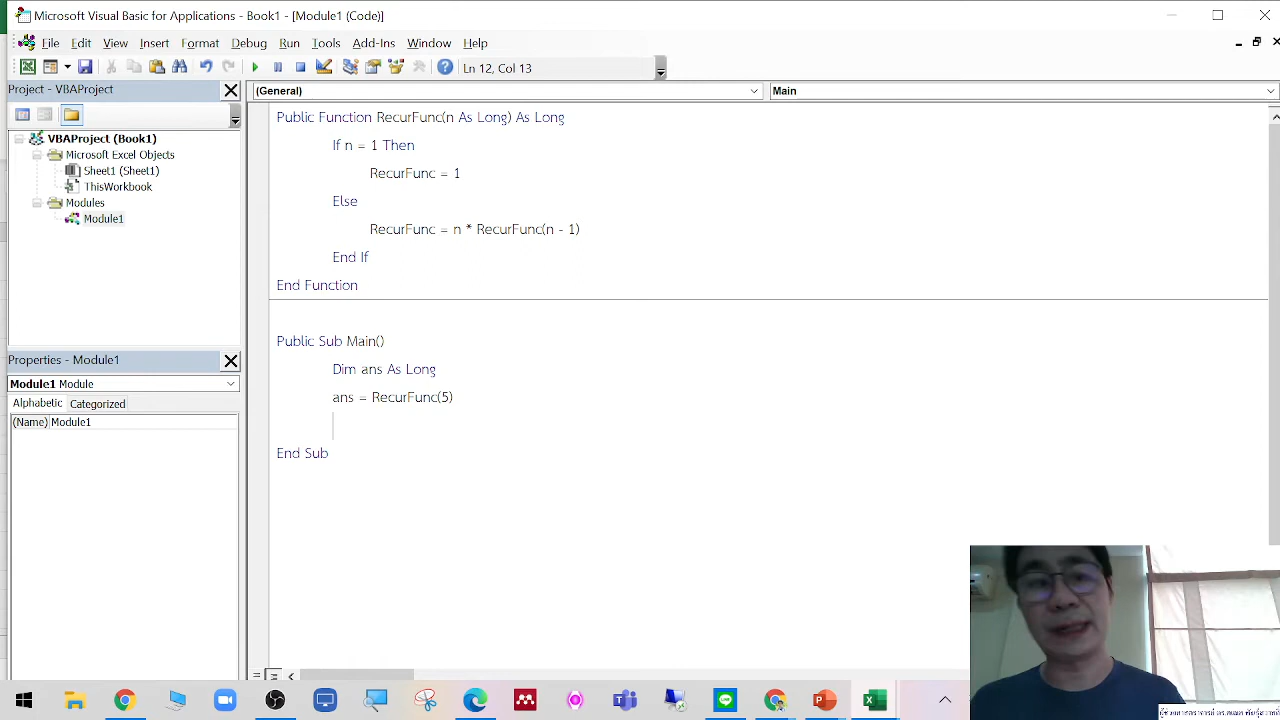 Microsoft Visual Basic for Applications - Book1 - [Module1 (Code)]
File Edit View Insert Format Debug Run Tools Add-Ins Window Help
Ln 12, Col 13
Project - VBAProject
(General)
Main
VBAProject (Book1)
Microsoft Excel Objects
Sheet1 (Sheet1)
ThisWorkbook
Modules
Module1
Properties - Module1
Module1 Module
Alphabetic Categorized
(Name) Module1
Public Function RecurFunc(n As Long) As Long
If n = 1 Then
RecurFunc = 1
Else
RecurFunc = n * RecurFunc(n - 1)
End If
End Function
Public Sub Main()
Dim ans As Long
ans = RecurFunc(5)
End Sub